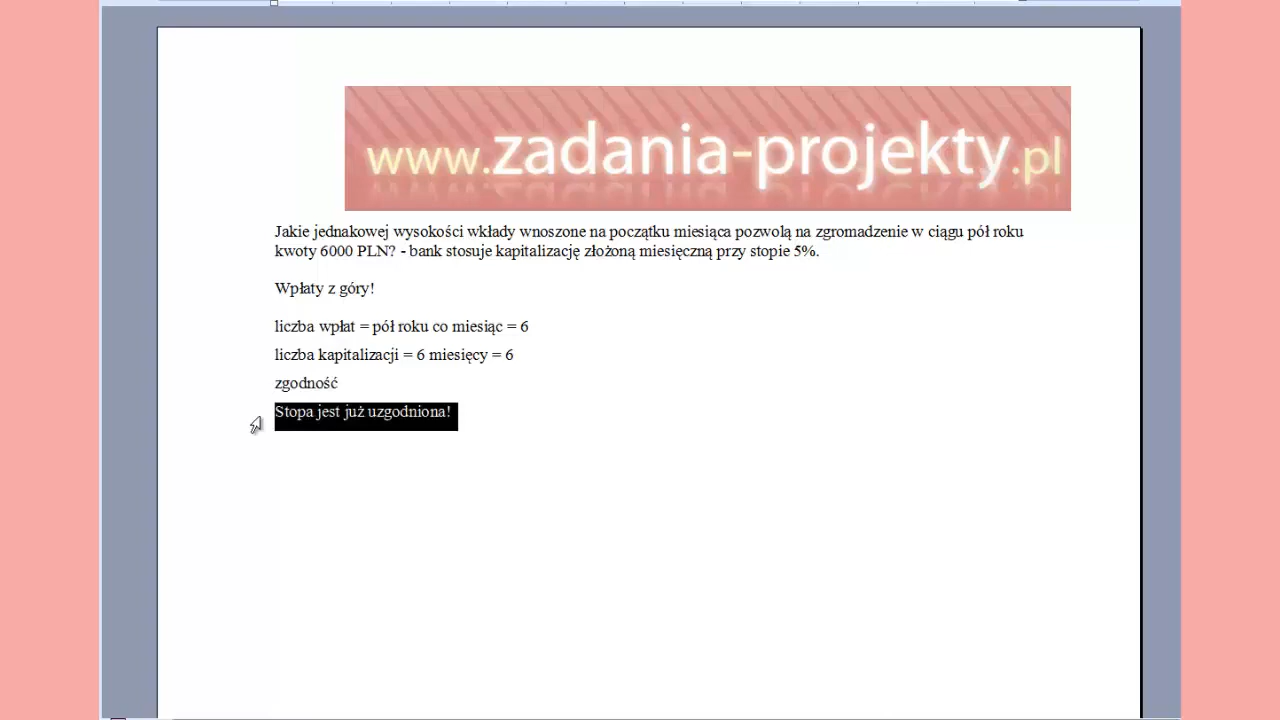 www.zadania-projekty.pl
Jakie jednakowej wysokości wkłady wnoszone na początku miesiąca pozwolą na zgromadzenie w ciągu pół roku
kwoty 6000 PLN? - bank stosuje kapitalizację złożoną miesięczną przy stopie 5%.
Wpłaty z góry!
liczba wpłat = pół roku co miesiąc = 6
liczba kapitalizacji = 6 miesięcy = 6
zgodność
Stopa jest już uzgodniona!